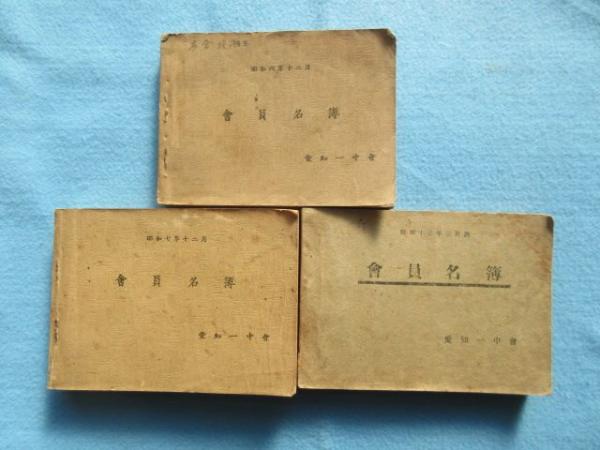 昭和六年十二月
會員名簿
愛知一中會
昭和七年十二月
會員名簿
愛知一中會
會員名簿
愛知一中會